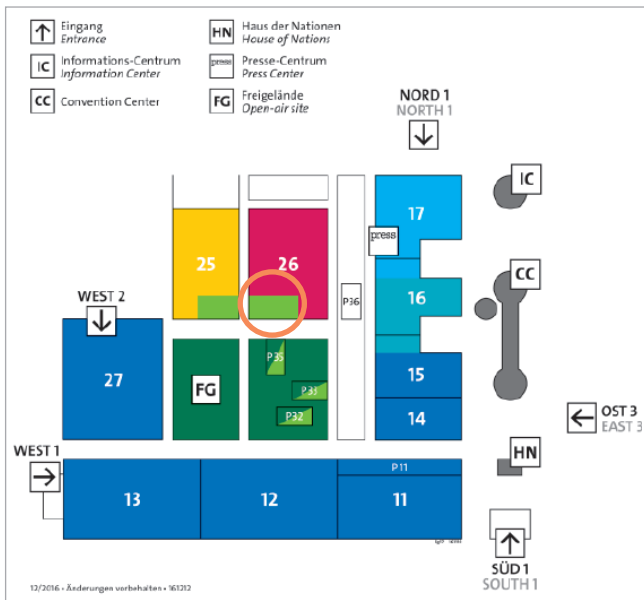 Eingang
Entrance
HN Haus der Nationen
House of Nations
IC Informations-Centrum
Information Center
press Presse-Centrum
Press Center
CC Convention Center
FG Freigelände
Open-air site
NORD 1
NORTH 1
IC
17
press
25
26
CC
WEST 2
P36
16
27
P35
15
FG
P33
P32
14
OST 3
EAST 3
WEST 1
HN
P11
13
12
11
SÜD 1
SOUTH 1
12/2016 • Änderungen vorbehalten • 161212